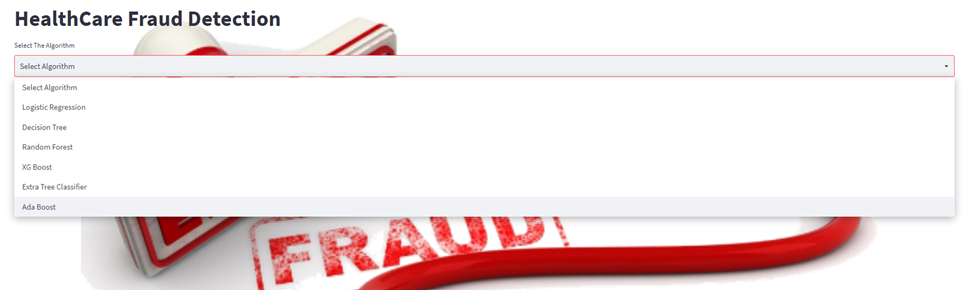 HealthCare Fraud Detection
Select The Algorithm
Select Algorithm
Select Algorithm
Logistic Regression
Decision Tree
Random Forest
XG Boost
Extra Tree Classifier
Ada Boost
FRAUD